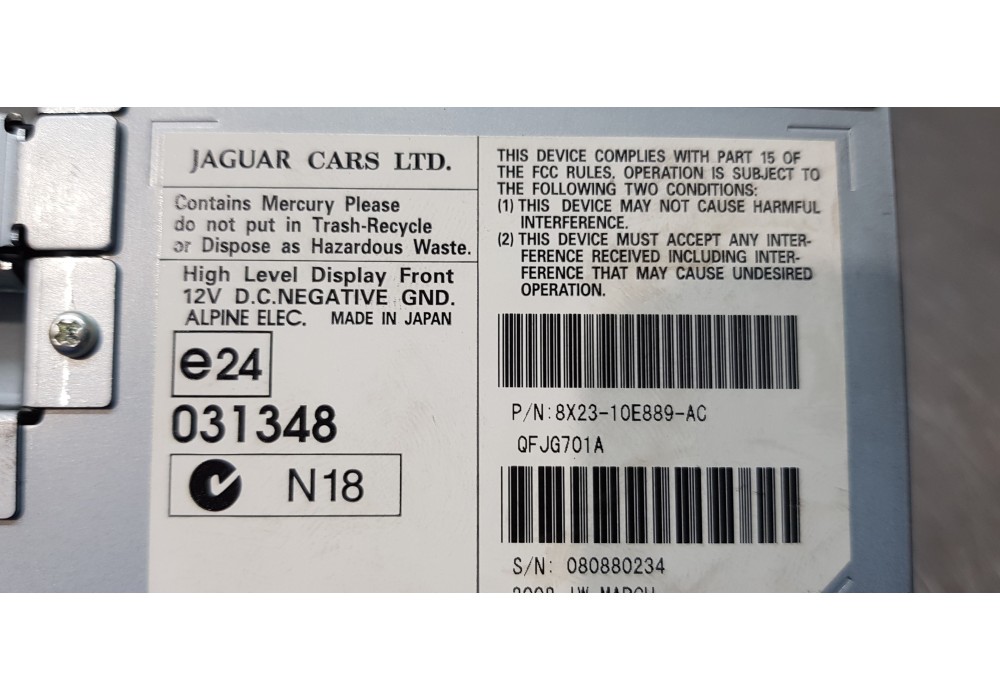 JAGUAR CARS LTD.
Contains Mercury Please
do not put in Trash-Recycle
or Dispose as Hazardous Waste.
High Level Display Front
12V D.C.NEGATIVE GND.
ALPINE ELEC. MADE IN JAPAN
e24
031348
N18
THIS DEVICE COMPLIES WITH PART 15 OF
THE FCC RULES. OPERATION IS SUBJECT TO
THE FOLLOWING TWO CONDITIONS:
(1) THIS DEVICE MAY NOT CAUSE HARMFUL
INTERFERENCE.
(2) THIS DEVICE MUST ACCEPT ANY INTER-
FERENCE RECEIVED INCLUDING INTER-
FERENCE THAT MAY CAUSE UNDESIRED
OPERATION.
P/N:8X23-10E889-AC
QFJG701A
S/N: 080880234